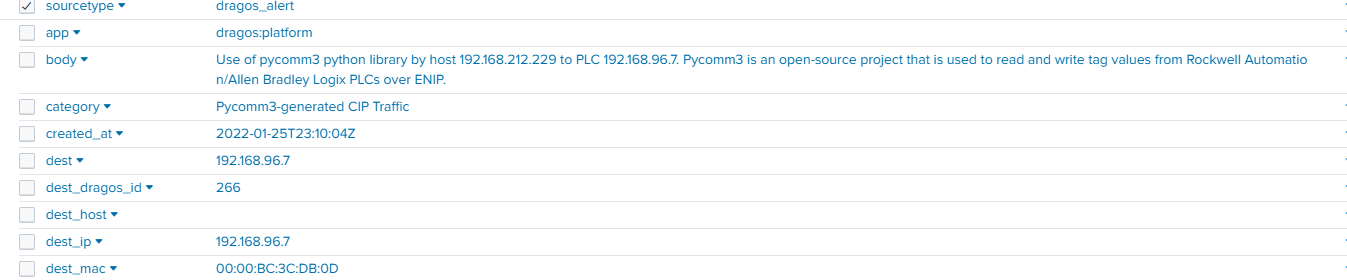 sourcetype dragos_alert
app dragos:platform
body Use of pycomm3 python library by host 192.168.212.229 to PLC 192.168.96.7. Pycomm3 is an open-source project that is used to read and write tag values from Rockwell Automatio
n/Allen Bradley Logix PLCs over ENIP.
category Pycomm3-generated CIP Traffic
created_at 2022-01-25T23:10:04Z
dest 192.168.96.7
dest_dragos_id 266
dest_host
dest_ip 192.168.96.7
dest_mac 00:00:BC:3C:DB:0D